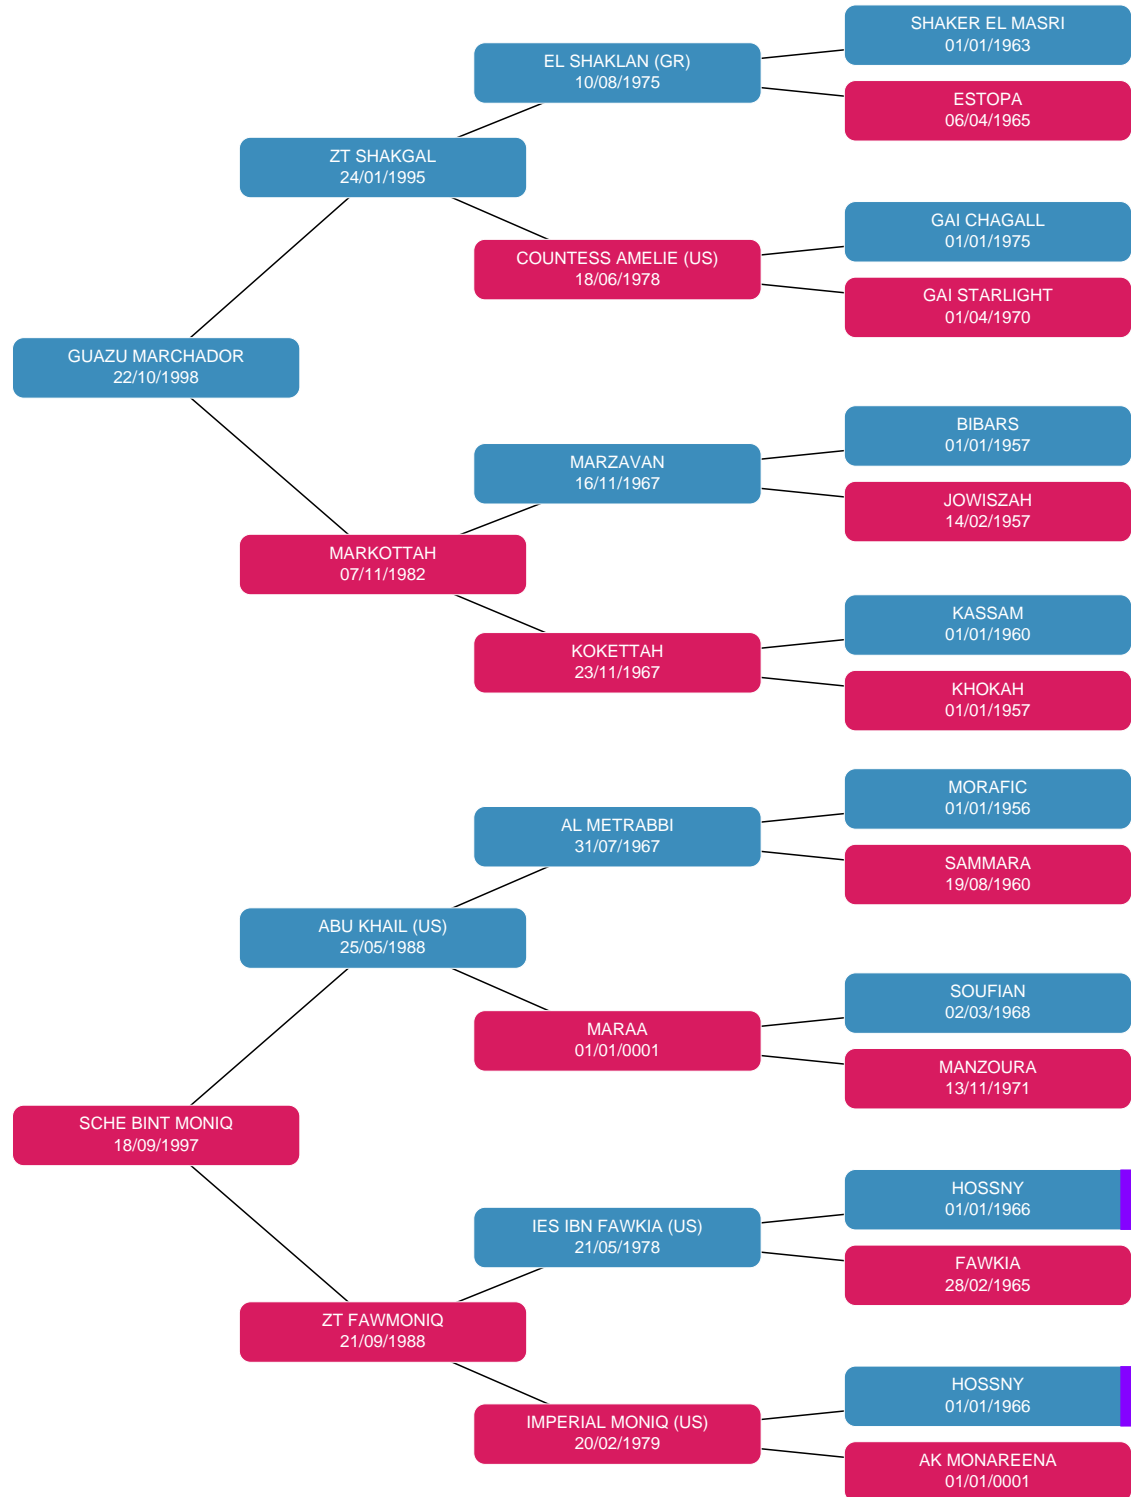 SHAKER EL MASRI
01/01/1963
EL SHAKLAN (GR)
10/08/1975
ESTOPA
06/04/1965
ZT SHAKGAL
24/01/1995
GAI CHAGALL
01/01/1975
COUNTESS AMELIE (US)
18/06/1978
GAI STARLIGHT
01/04/1970
GUAZU MARCHADOR
22/10/1998
BIBARS
01/01/1957
MARZAVAN
16/11/1967
JOWISZAH
14/02/1957
MARKOTTAH
07/11/1982
KASSAM
01/01/1960
KOKETTAH
23/11/1967
KHOKAH
01/01/1957
MORAFIC
01/01/1956
AL METRABBI
31/07/1967
SAMMARA
19/08/1960
ABU KHAIL (US)
25/05/1988
SOUFIAN
02/03/1968
MARAA
01/01/0001
MANZOURA
13/11/1971
SCHE BINT MONIQ
18/09/1997
HOSSNY
01/01/1966
IES IBN FAWKIA (US)
21/05/1978
FAWKIA
28/02/1965
ZT FAWMONIQ
21/09/1988
HOSSNY
01/01/1966
IMPERIAL MONIQ (US)
20/02/1979
AK MONAREENA
01/01/0001